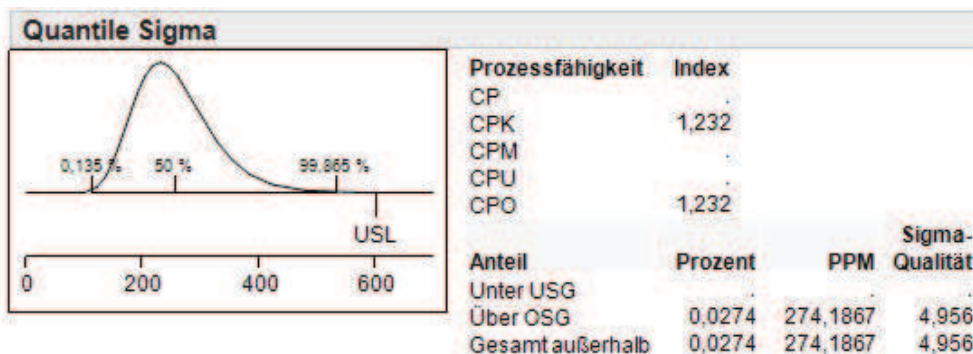 Quantile Sigma
0,135 % 50 % 99,865 %
USL
0 200 400 600
Prozessfähigkeit Index
CP .
CPK 1,232
CPM .
CPU .
CPO 1,232
Sigma-
Anteil Prozent PPM Qualität
Unter USG . . .
Über OSG 0,0274 274,1867 4,956
Gesamt außerhalb 0,0274 274,1867 4,956